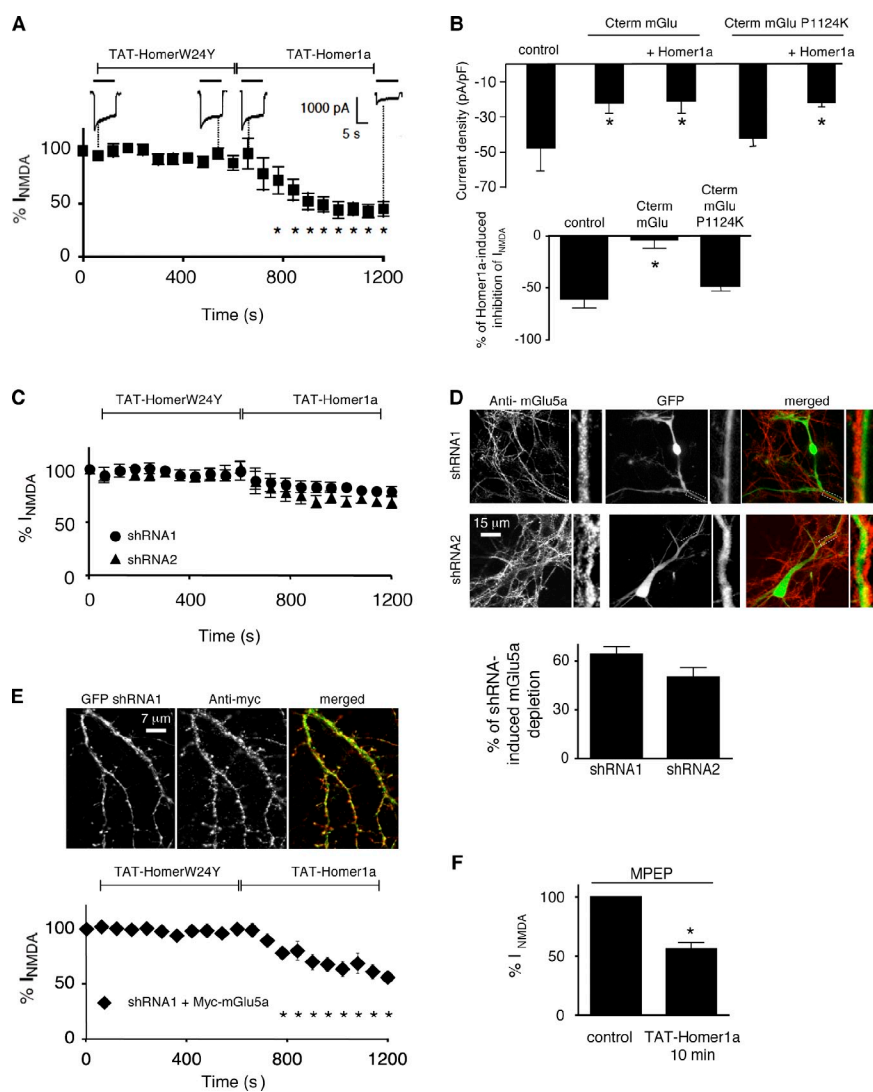 A
TAT-HomerW24Y TAT-Homer1a
1000 pA
5 s
% INMDA
100
50
0
0 400 800 1200
* * * * * * * *
Time (s)
B
Cterm mGlu Cterm mGlu P1124K
control + Homer1a + Homer1a
Current density (pA/pF)
-10
-30
-50
-70
* * *
% of Homer1a-induced
inhibition of INMDA
control Cterm
mGlu Cterm
mGlu
P1124K
0
-50
-100
*
C
TAT-HomerW24Y TAT-Homer1a
% INMDA
100
50
0
shRNA1
shRNA2
0 400 800 1200
Time (s)
D
Anti- mGlu5a GFP merged
shRNA1
shRNA2
15 μm
% of shRNA-
induced mGlu5a
depletion
60
30
0
shRNA1 shRNA2
E
GFP shRNA1 Anti-myc merged
7 μm
TAT-HomerW24Y TAT-Homer1a
% INMDA
100
50
0
shRNA1 + Myc-mGlu5a
* * * * * * * *
0 400 800 1200
Time (s)
F
MPEP
% I NMDA
100
50
0
*
control TAT-Homer1a
10 min